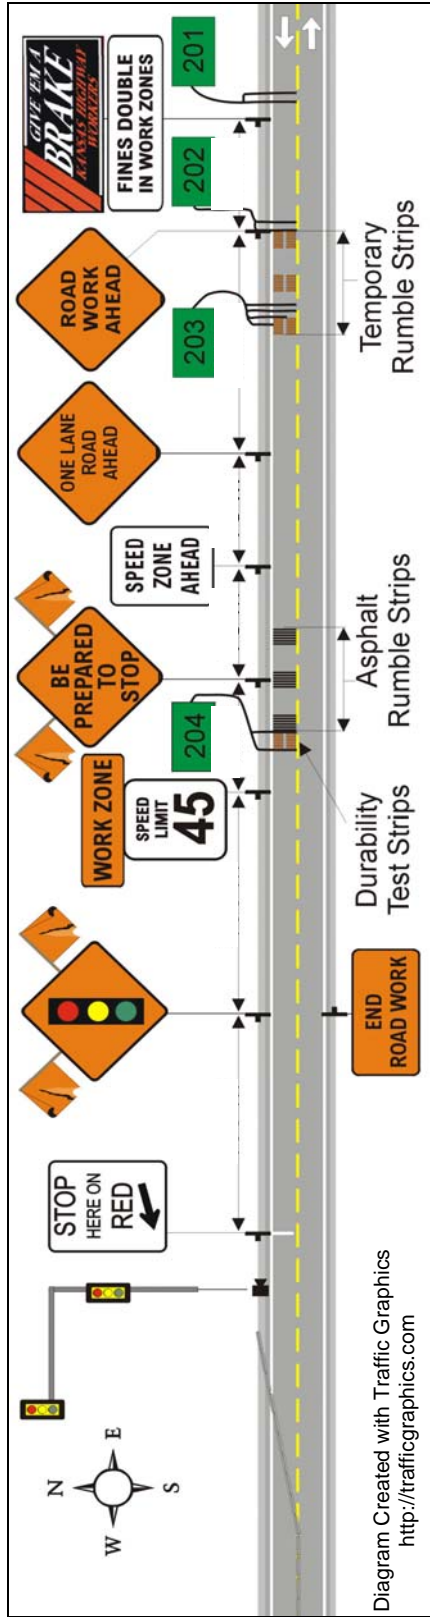 GIVE 'EM A
BRAKE
KANSAS HIGHWAY
WORKERS
FINES DOUBLE
IN WORK ZONES
201
202
203
ROAD
WORK
AHEAD
ONE LANE
ROAD
AHEAD
SPEED
ZONE
AHEAD
BE
PREPARED
TO
STOP
204
WORK ZONE
SPEED
LIMIT
45
STOP
HERE ON
RED
Temporary
Rumble Strips
Asphalt
Rumble Strips
Durability
Test Strips
END
ROAD WORK
N
W
E
S
Diagram Created with Traffic Graphics
http://trafficgraphics.com